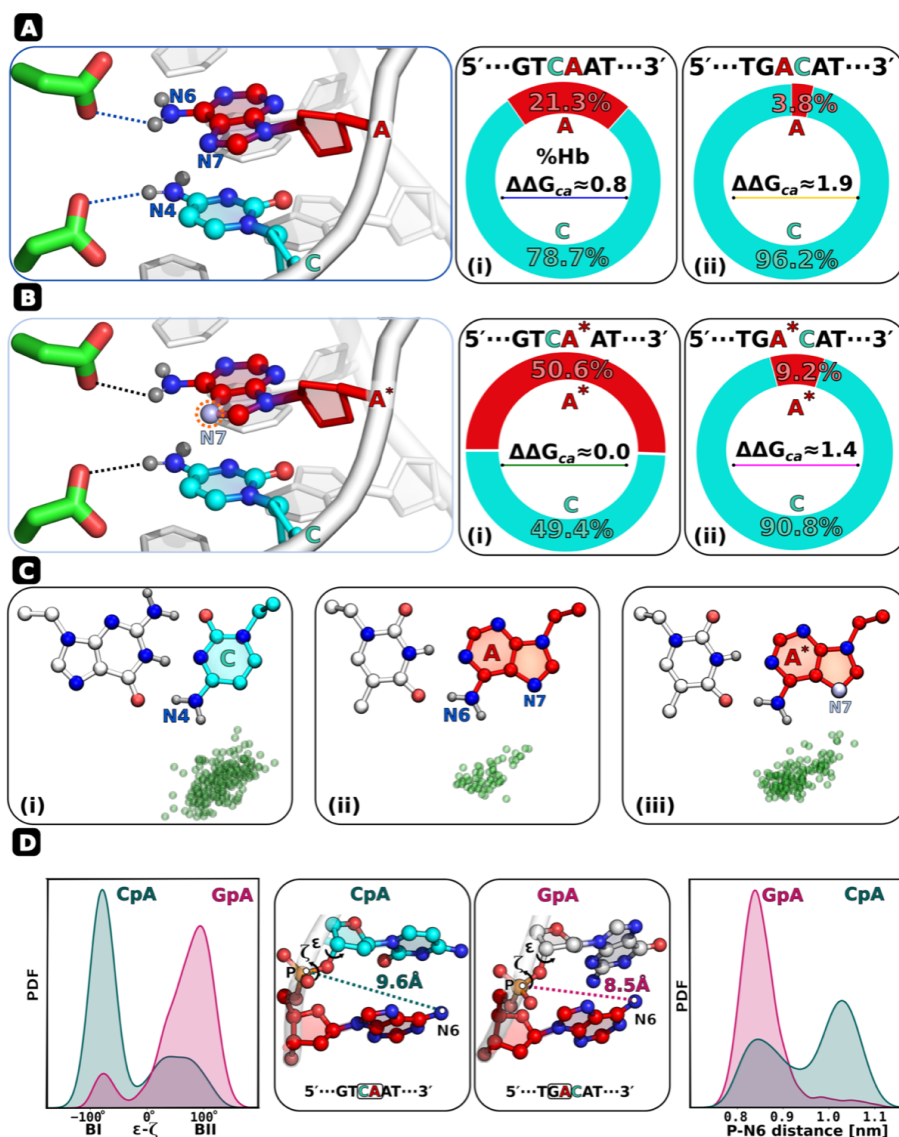 A
N6
N7
N4
A
C
5′···GTCAAT···3′
21.3%
A
%Hb
ΔΔG_ca≈0.8
C
78.7%
(i)
5′···TGACAT···3′
3.8%
A
ΔΔG_ca≈1.9
C
96.2%
(ii)
B
N7
A*
C
5′···GTCA*AT···3′
50.6%
A*
ΔΔG_ca≈0.0
C
49.4%
(i)
5′···TGA*CAT···3′
9.2%
A*
ΔΔG_ca≈1.4
C
90.8%
(ii)
C
C
N4
(i)
A
N6
N7
(ii)
A*
N7
(iii)
D
CpA
GpA
PDF
−100°
0°
100°
BI
ε-ζ
BII
CpA
ε
ζ
P
9.6Å
N6
5′···GTCAAT···3′
GpA
ε
ζ
P
8.5Å
N6
5′···TGACAT···3′
GpA
CpA
PDF
0.8
0.9
1.0
1.1
P-N6 distance [nm]